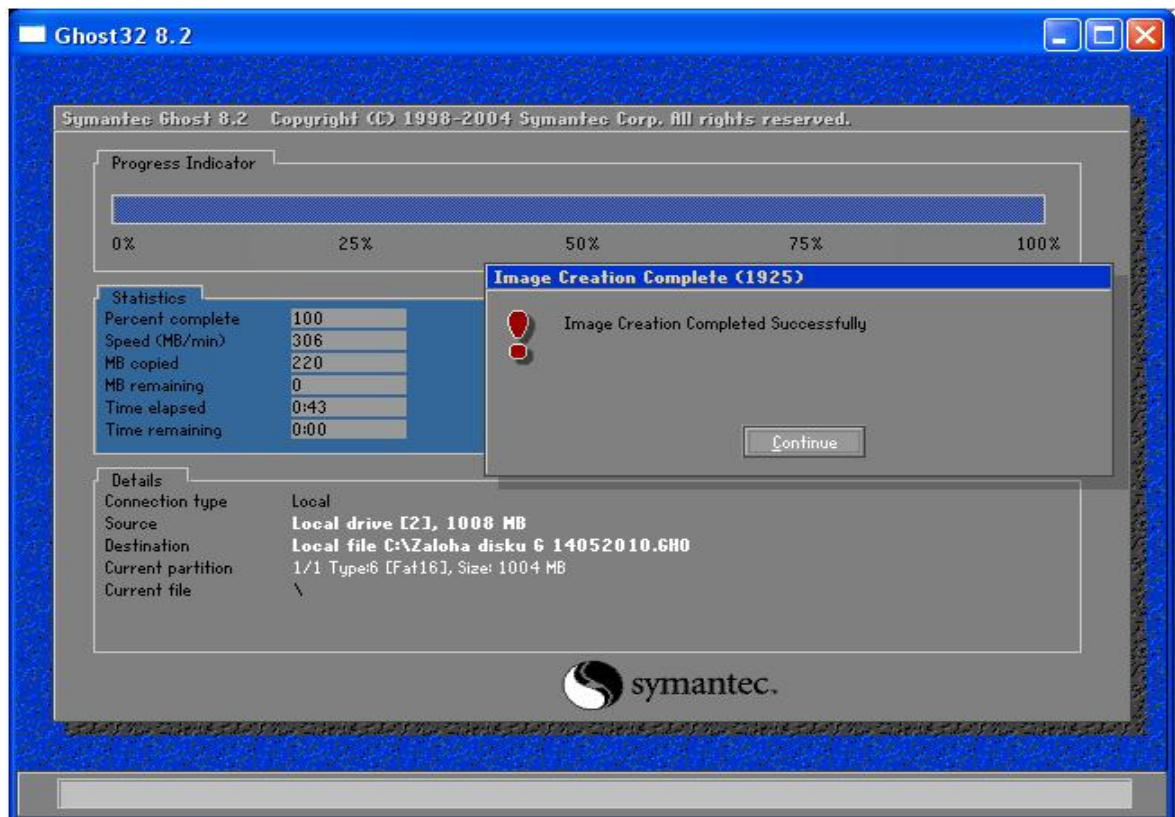 Ghost32 8.2
Symantec Ghost 8.2 Copyright (C) 1998-2004 Symantec Corp. All rights reserved.
Progress Indicator
0% 25% 50% 75% 100%
Image Creation Complete (1925)
Image Creation Completed Successfully
Continue
Statistics
Percent complete 100
Speed (MB/min) 306
MB copied 220
MB remaining 0
Time elapsed 0:43
Time remaining 0:00
Details
Connection type Local
Source Local drive [2], 1008 MB
Destination Local file C:\Zaloha disku G 14052010.GHO
Current partition 1/1 Type:6 [Fat16], Size: 1004 MB
Current file \
symantec.